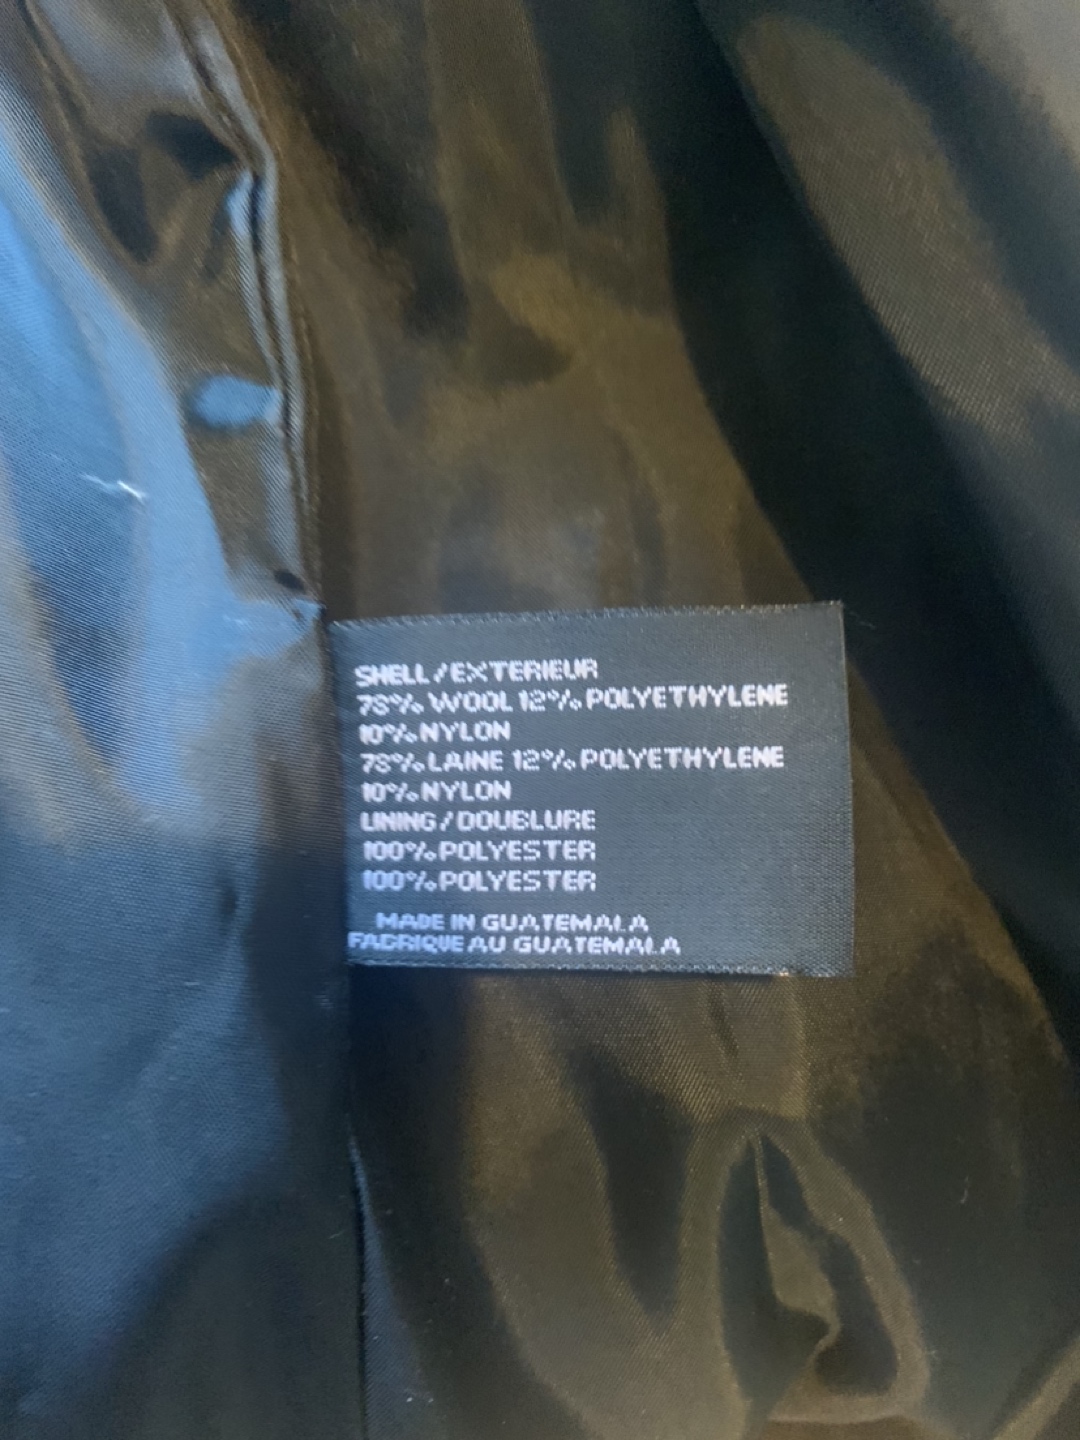 SHELL/EXTERIEUR
78% WOOL 12% POLYETHYLENE
10% NYLON
78% LAINE 12% POLYETHYLENE
10% NYLON
LINING/DOUBLURE
100% POLYESTER
100% POLYESTER
MADE IN GUATEMALA
FABRIQUE AU GUATEMALA